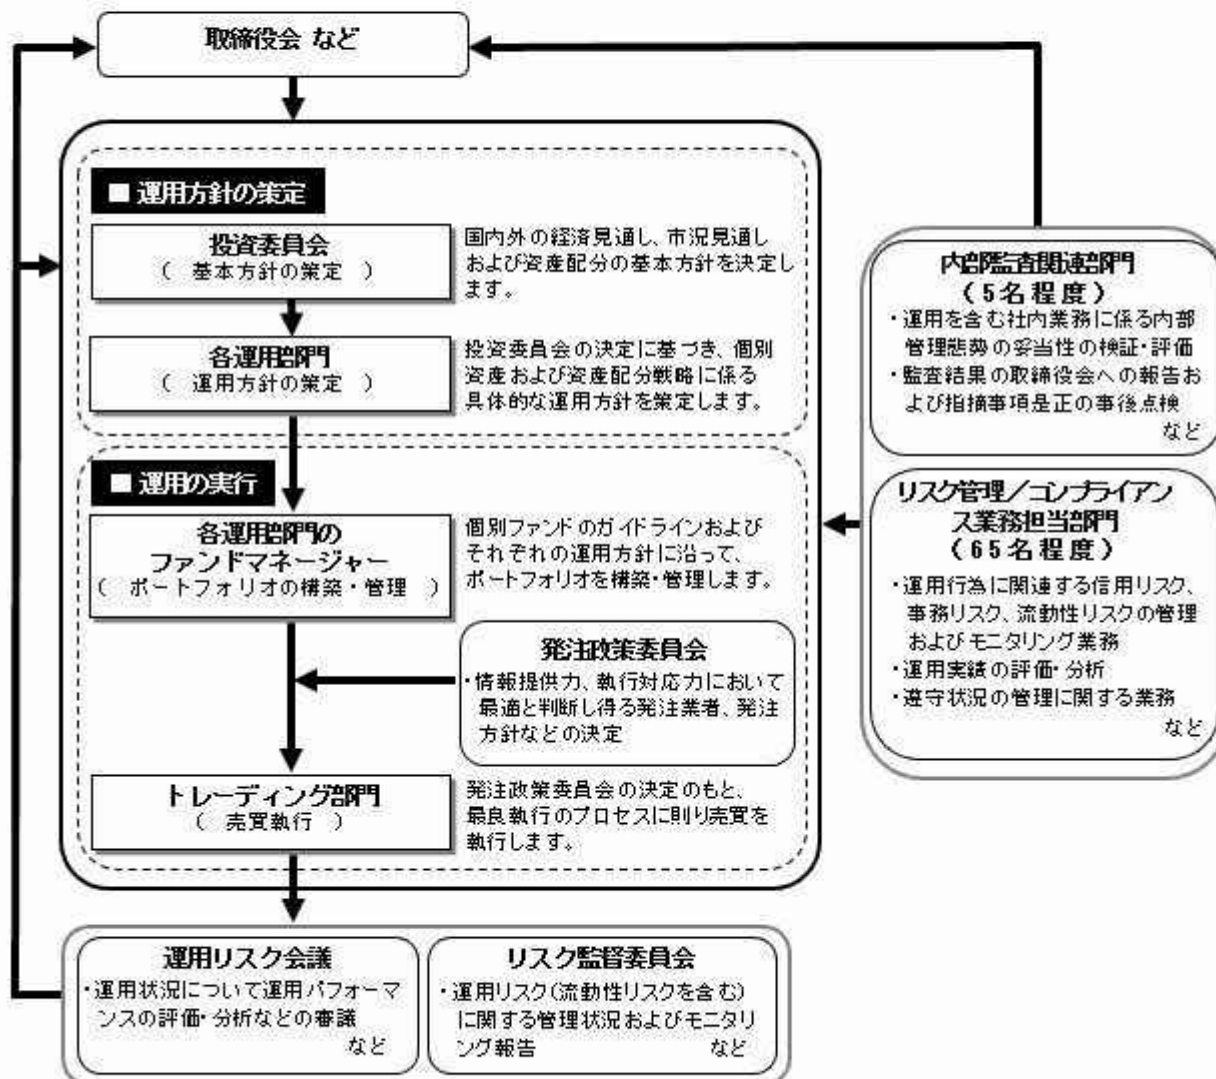 取締役会 など
■ 運用方針の策定
投資委員会
( 基本方針の策定 )
国内外の経済見通し、市況見通し
および資産配分の基本方針を決定し
ます。
各運用部門
( 運用方針の策定 )
投資委員会の決定に基づき、個別
資産および資産配分戦略に係る
具体的な運用方針を策定します。
■ 運用の実行
各運用部門の
ファンドマネージャー
( ポートフォリオの構築・管理 )
個別ファンドのガイドラインおよび
それぞれの運用方針に沿って、
ポートフォリオを構築・管理します。
発注政策委員会
・情報提供力、執行対応力において
最適と判断し得る発注業者、発注
方針などの決定
トレーディング部門
( 売買執行 )
発注政策委員会の決定のもと、
最良執行のプロセスに則り売買を
執行します。
運用リスク会議
・運用状況について運用パフォーマ
ンスの評価・分析などの審議
など
リスク監督委員会
・運用リスク(流動性リスクを含む)
に関する管理状況およびモニタリ
ング報告 など
内部監査関連部門
(5名程度)
・運用を含む社内業務に係る内部
管理態勢の妥当性の検証・評価
・監査結果の取締役会への報告お
よび指摘事項是正の事後点検
など
リスク管理/コンプライアン
ス業務担当部門
(65名程度)
・運用行為に関連する信用リスク、
事務リスク、流動性リスクの管理
およびモニタリング業務
・運用実績の評価・分析
・遵守状況の管理に関する業務
など